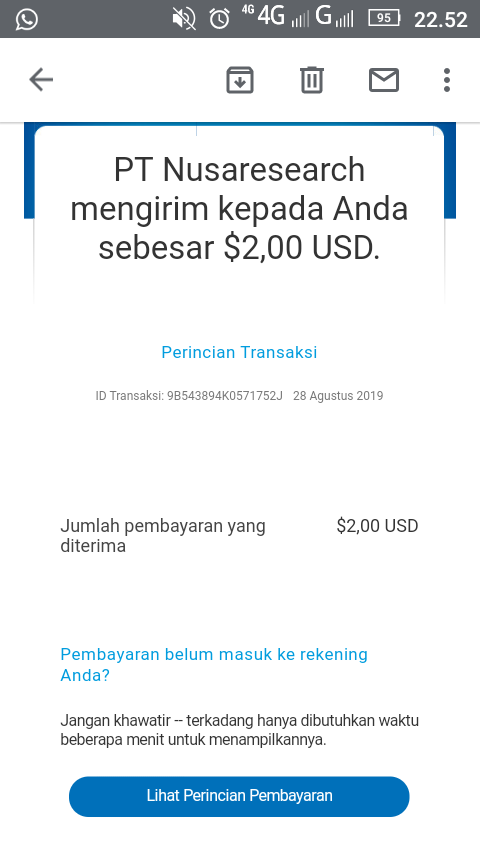 4G 4G G 95 22.52
PT Nusaresearch
mengirim kepada Anda
sebesar $2,00 USD.
Perincian Transaksi
ID Transaksi: 9B543894K0571752J 28 Agustus 2019
Jumlah pembayaran yang $2,00 USD
diterima
Pembayaran belum masuk ke rekening
Anda?
Jangan khawatir -- terkadang hanya dibutuhkan waktu
beberapa menit untuk menampilkannya.
Lihat Perincian Pembayaran